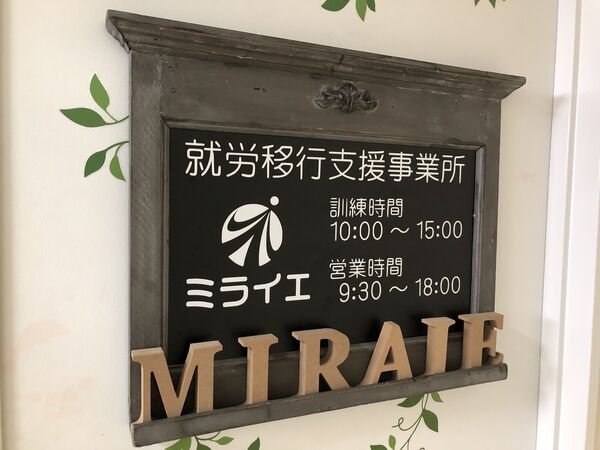 就労移行支援事業所
ミライエ
訓練時間
10:00 ～ 15:00
営業時間
9:30 ～ 18:00
MIRAIE